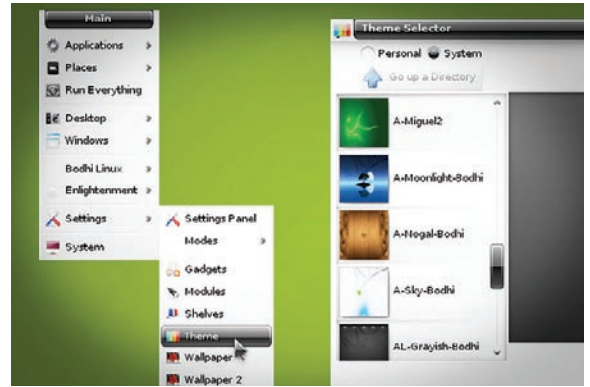 Main
Applications
Places
Run Everything
Desktop
Windows
Bodhi Linux
Enlightenment
Settings
System
Settings Panel
Modes
Gadgets
Modules
Shelves
Theme
Wallpaper
Wallpaper 2
Theme Selector
Personal System
Go up a Directory
A-Miguel2
A-Moonlight-Bodhi
A-Nogal-Bodhi
A-Sky-Bodhi
AL-Grayish-Bodhi